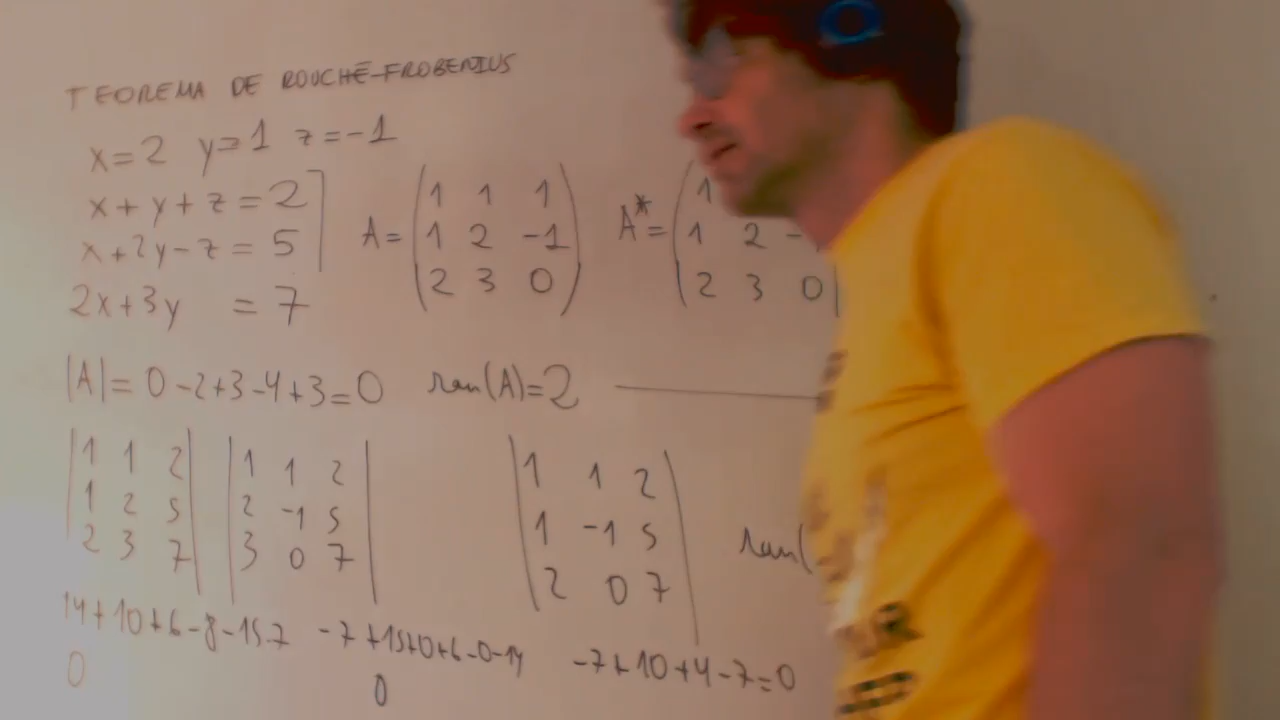 TEOREMA DE ROUCHÉ-FROBENIUS
x=2 y=1 z=-1
x+y+z=2
x+2y-z=5
2x+3y =7
A= 1 1 1
1 2 -1
2 3 0
A*= 1
1 2 -
2 3 0
|A|=0-2+3-4+3=0 ran(A)=2
1 1 2
1 2 5
2 3 7
1 1 2
2 -1 5
3 0 7
1 1 2
1 -1 5
2 0 7
ran(
14+10+6-8-15-7
0
-7+15+0+6-0-14
0
-7+10+4-7=0